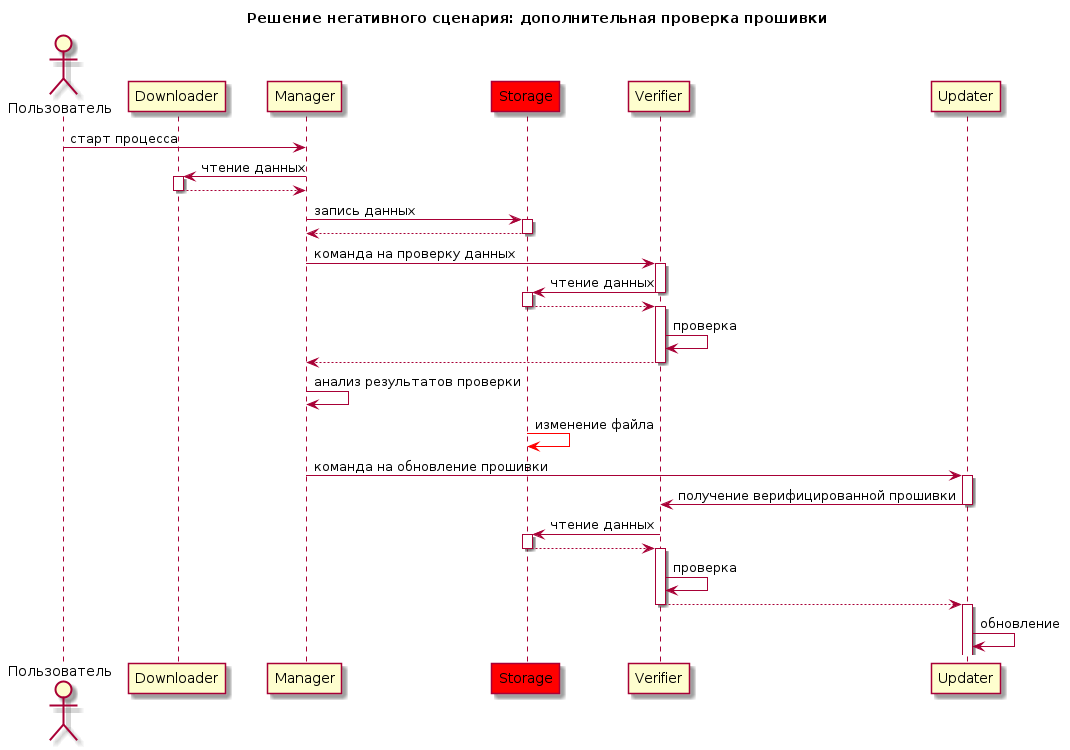 Решение негативного сценария: дополнительная проверка прошивки
Пользователь
Downloader
Manager
Storage
Verifier
Updater
старт процесса
чтение данных
запись данных
команда на проверку данных
чтение данных
проверка
анализ результатов проверки
изменение файла
команда на обновление прошивки
получение верифицированной прошивки
чтение данных
проверка
обновление
Пользователь
Downloader
Manager
Storage
Verifier
Updater